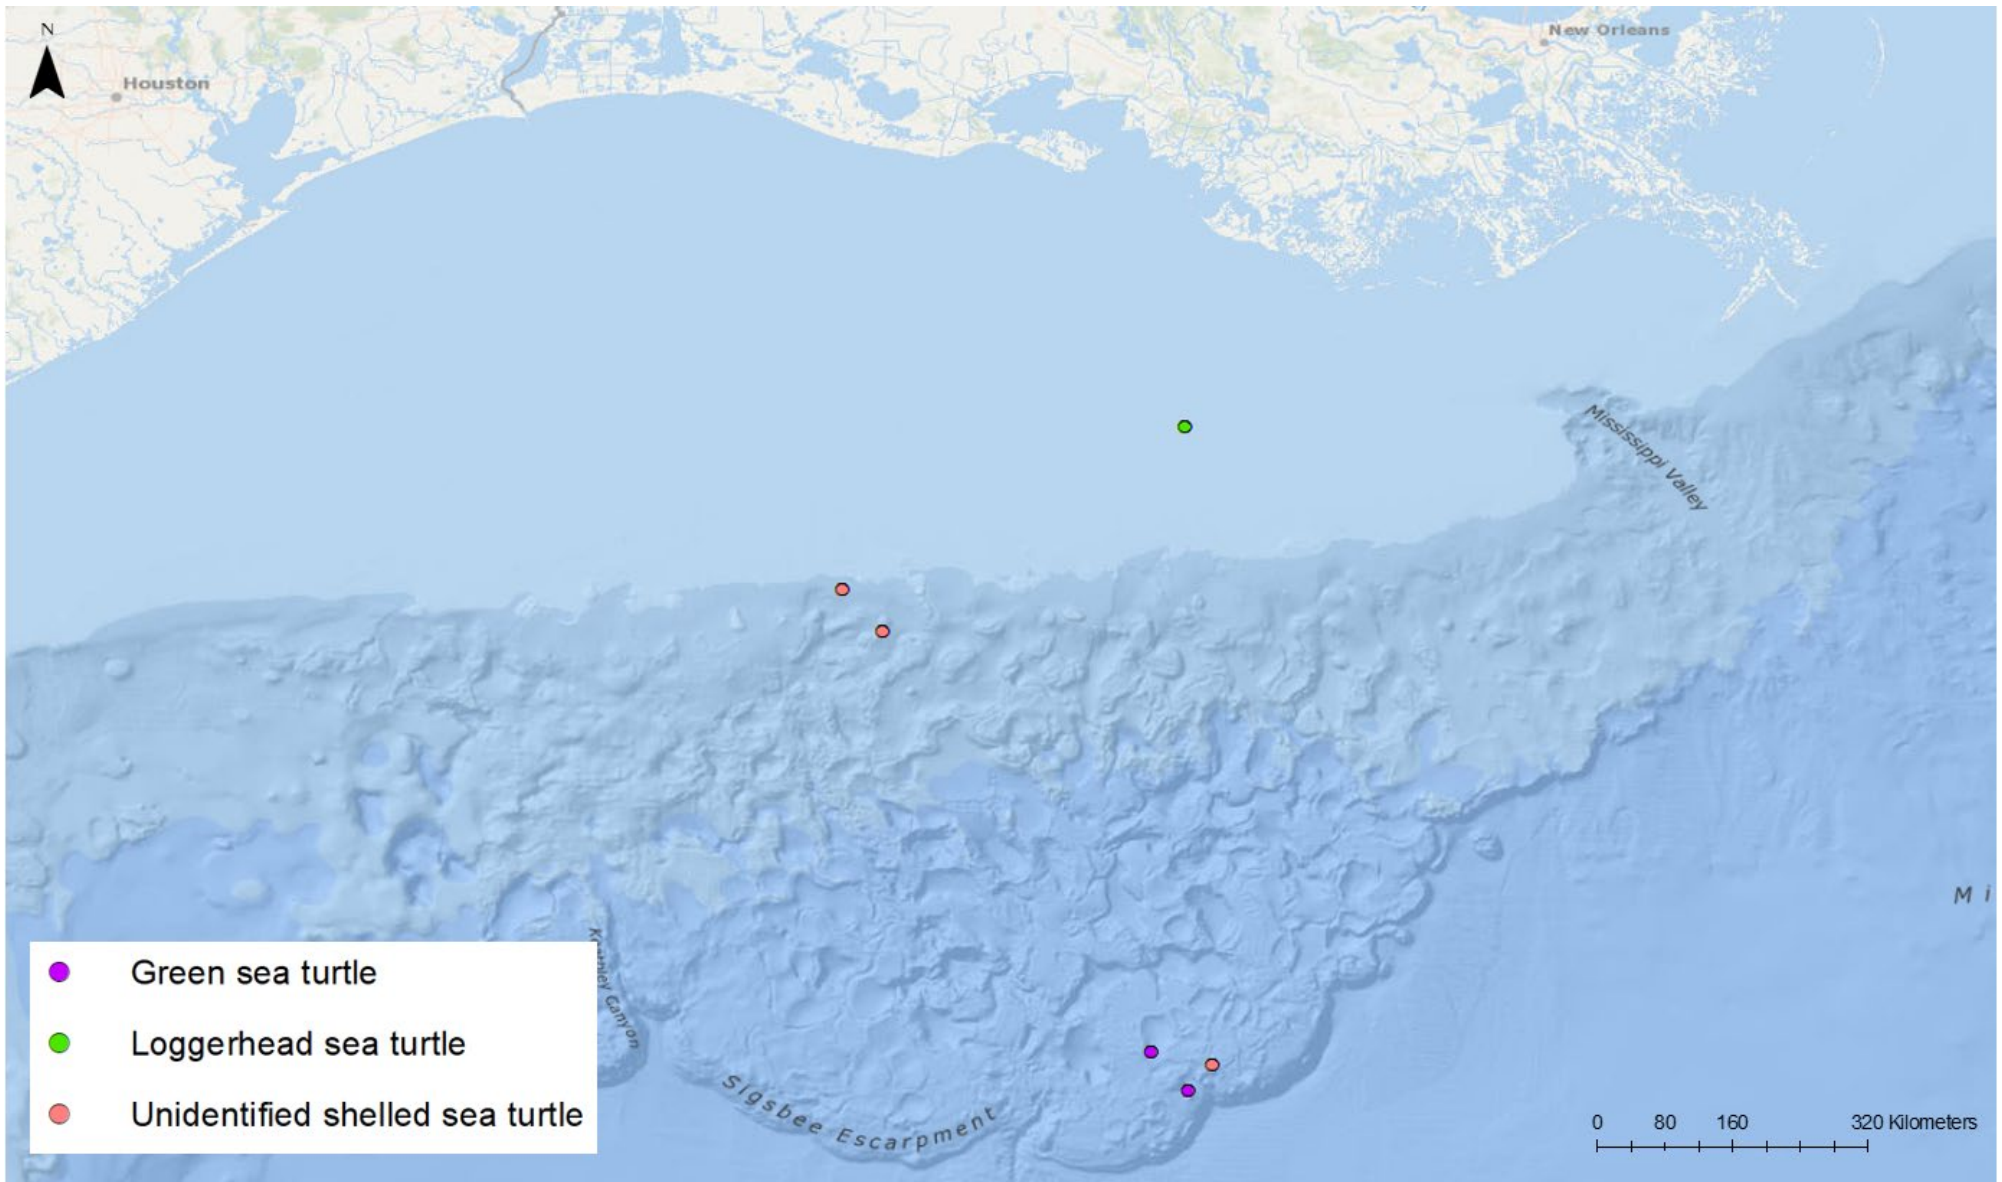 N
Houston
New Orleans
Mississippi Valley
M i
Canyon
Sigsbee Escarpment
Green sea turtle
Loggerhead sea turtle
Unidentified shelled sea turtle
0 80 160 320 Kilometers